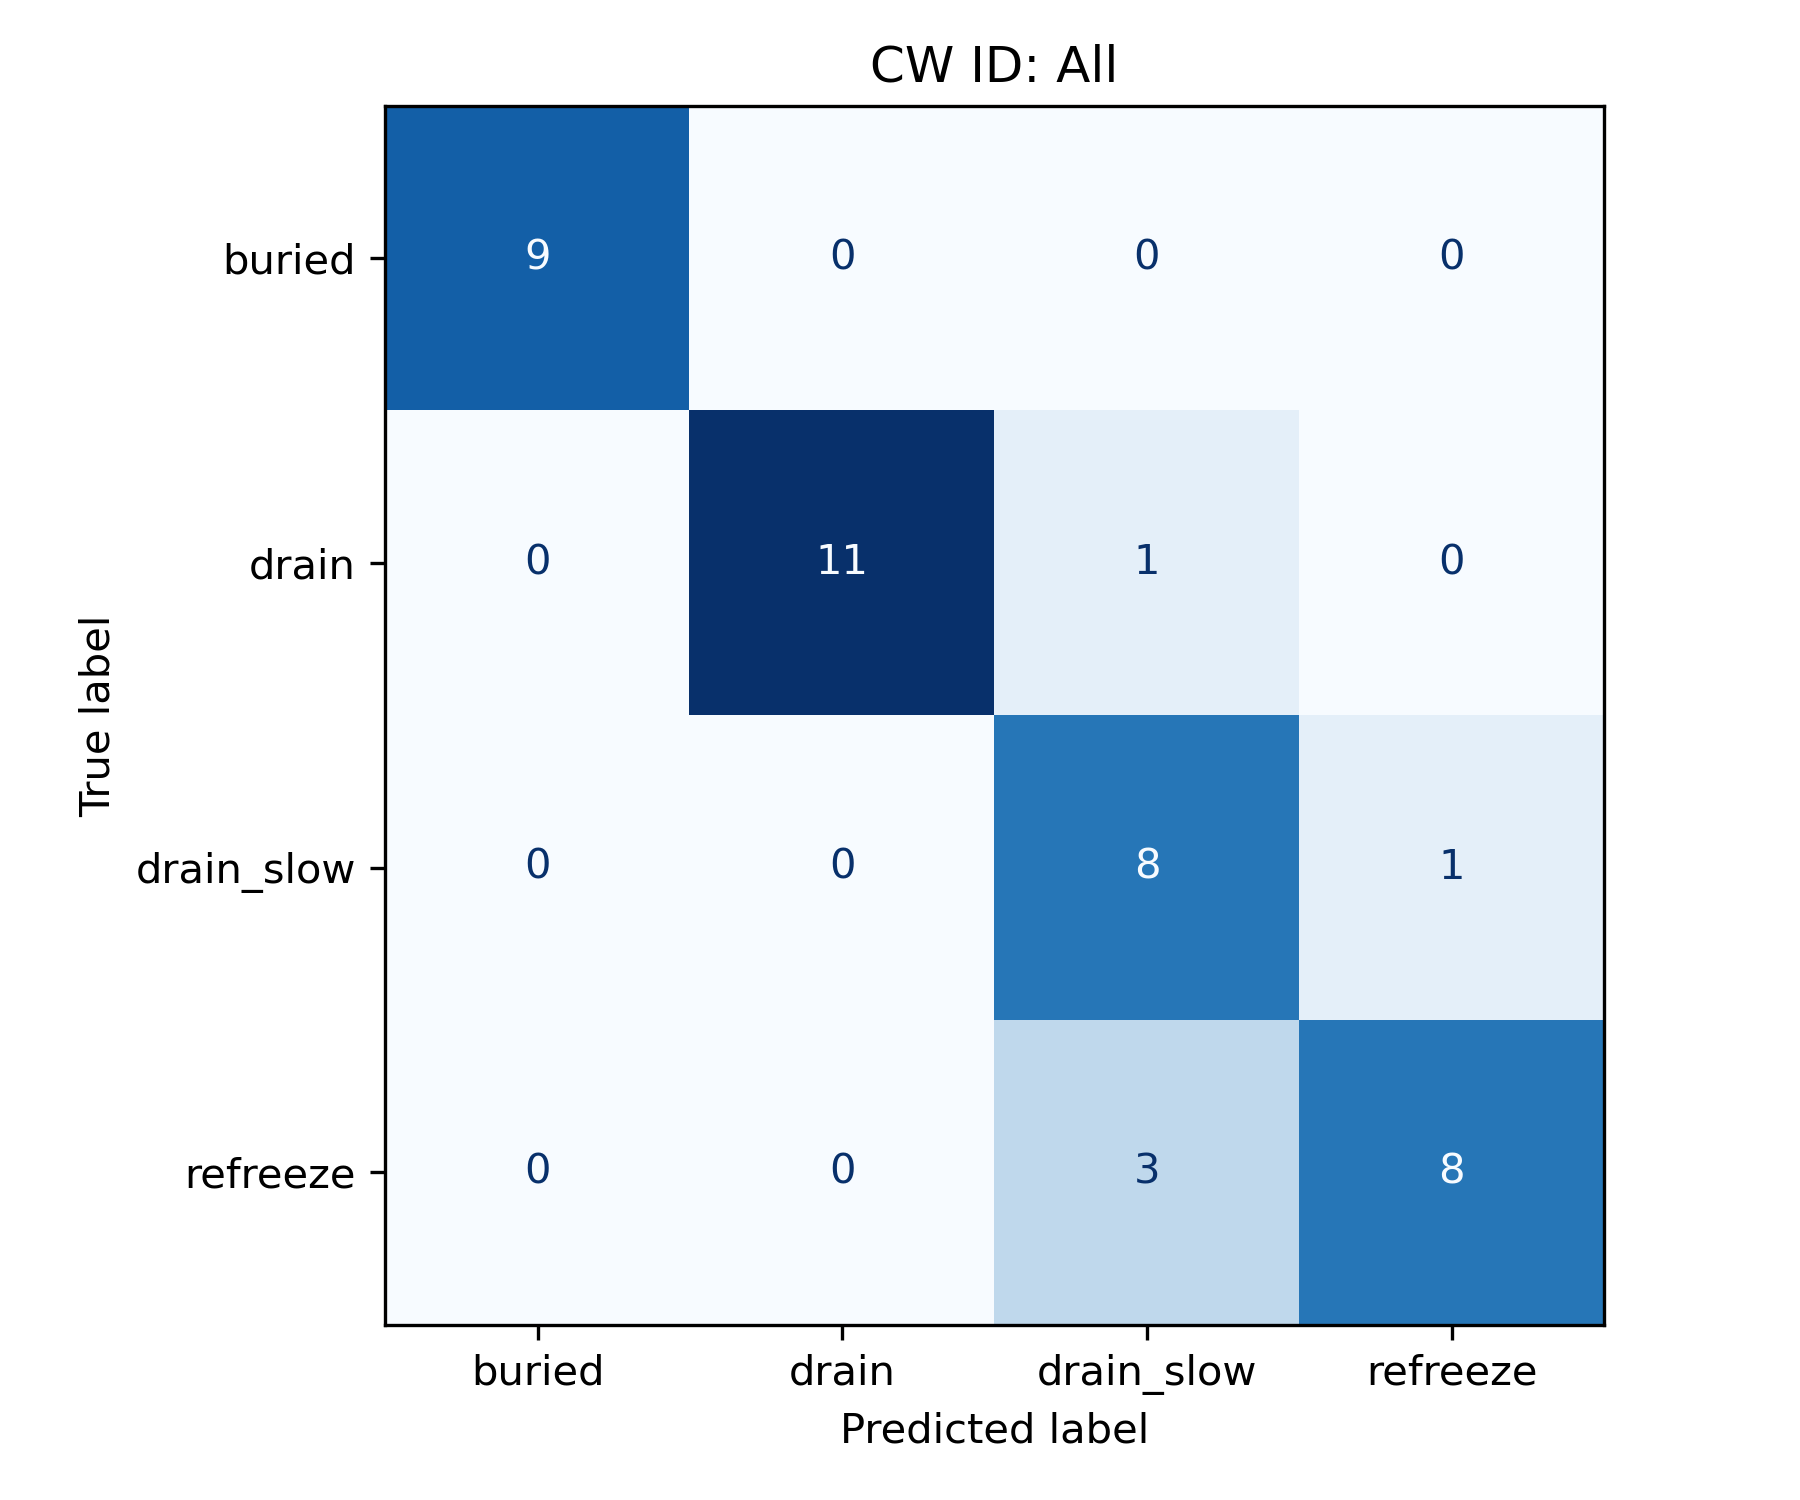 CW ID: All
buried 9 0 0 0
drain 0 11 1 0
True label
drain_slow 0 0 8 1
refreeze 0 0 3 8
buried drain drain_slow refreeze
Predicted label